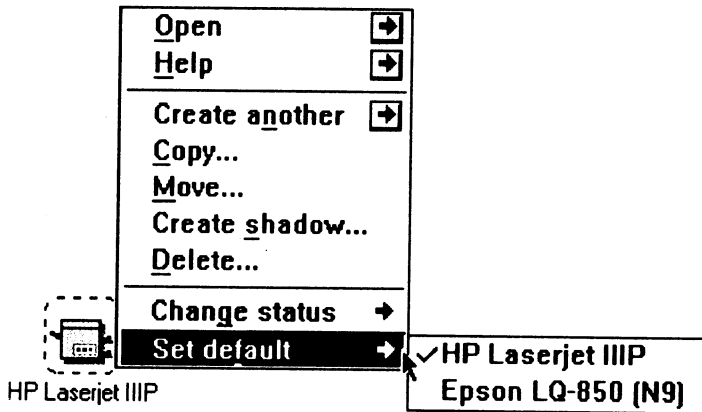 Open
Help
Create another
Copy...
Move...
Create shadow...
Delete...
Change status
Set default
HP Laserjet IIIP
Epson LQ-850 (N9)
HP Laserjet IIIP